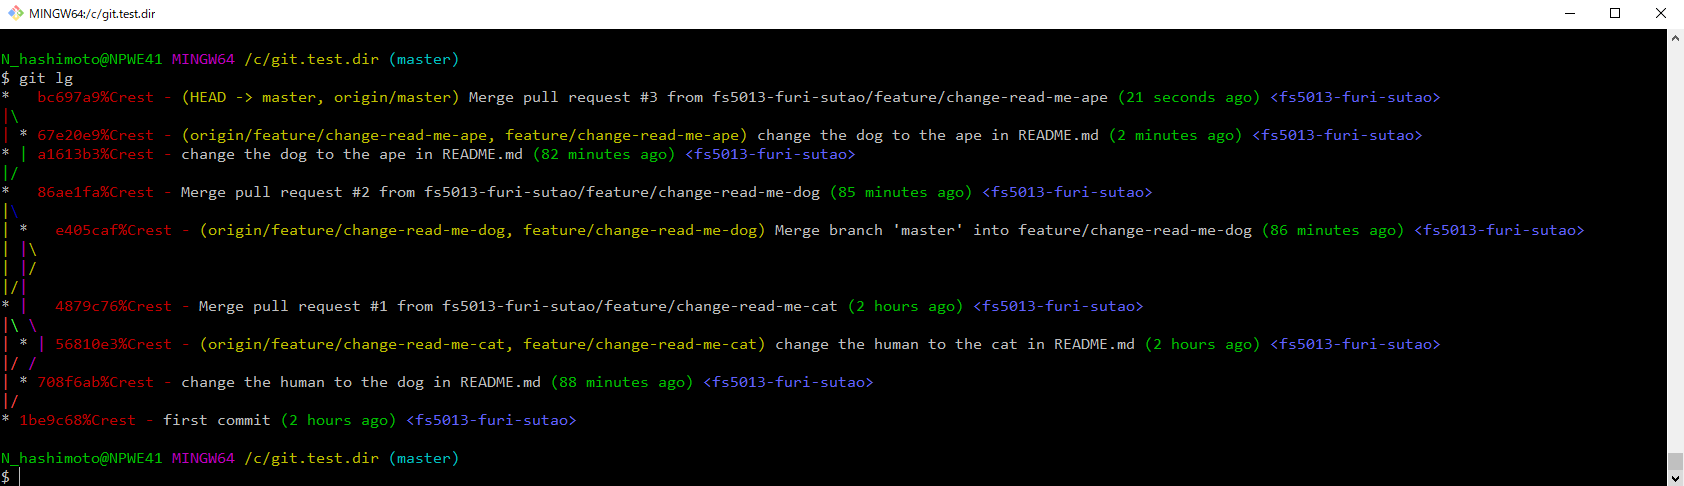 MINGW64:/c/git.test.dir
N_hashimoto@NPWE41 MINGW64 /c/git.test.dir (master)
$ git lg
*   bc697a9%Crest - (HEAD -> master, origin/master) Merge pull request #3 from fs5013-furi-sutao/feature/change-read-me-ape (21 seconds ago) <fs5013-furi-sutao>
|\
| * 67e20e9%Crest - (origin/feature/change-read-me-ape, feature/change-read-me-ape) change the dog to the ape in README.md (2 minutes ago) <fs5013-furi-sutao>
* | a1613b3%Crest - change the dog to the ape in README.md (82 minutes ago) <fs5013-furi-sutao>
|/
*   86ae1fa%Crest - Merge pull request #2 from fs5013-furi-sutao/feature/change-read-me-dog (85 minutes ago) <fs5013-furi-sutao>
|\
| *   e405caf%Crest - (origin/feature/change-read-me-dog, feature/change-read-me-dog) Merge branch 'master' into feature/change-read-me-dog (86 minutes ago) <fs5013-furi-sutao>
| |\
| |/
|/|
* |   4879c76%Crest - Merge pull request #1 from fs5013-furi-sutao/feature/change-read-me-cat (2 hours ago) <fs5013-furi-sutao>
|\ \
| * | 56810e3%Crest - (origin/feature/change-read-me-cat, feature/change-read-me-cat) change the human to the cat in README.md (2 hours ago) <fs5013-furi-sutao>
|/ /
| * 708f6ab%Crest - change the human to the dog in README.md (88 minutes ago) <fs5013-furi-sutao>
|/
* 1be9c68%Crest - first commit (2 hours ago) <fs5013-furi-sutao>
N_hashimoto@NPWE41 MINGW64 /c/git.test.dir (master)
$